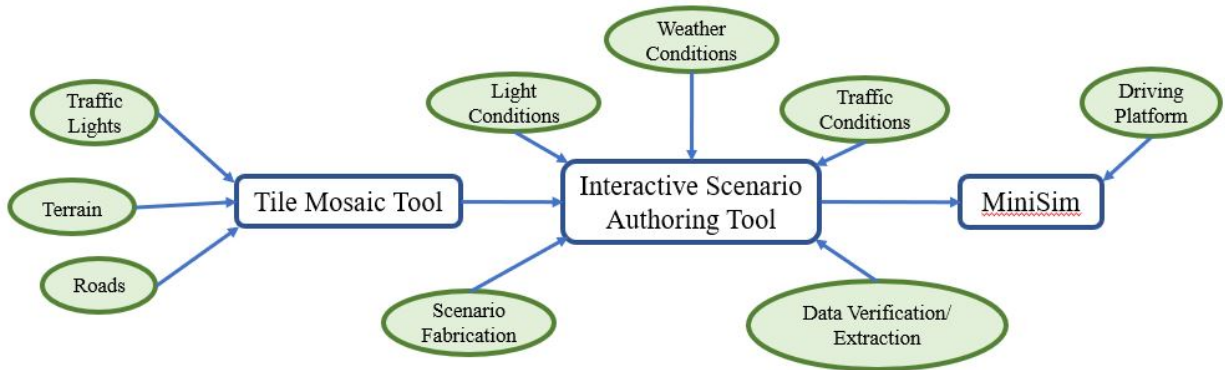 Weather
Conditions
Light
Conditions
Traffic
Conditions
Driving
Platform
Traffic
Lights
Terrain
Roads
Tile Mosaic Tool
Interactive Scenario
Authoring Tool
MiniSim
Scenario
Fabrication
Data Verification/
Extraction